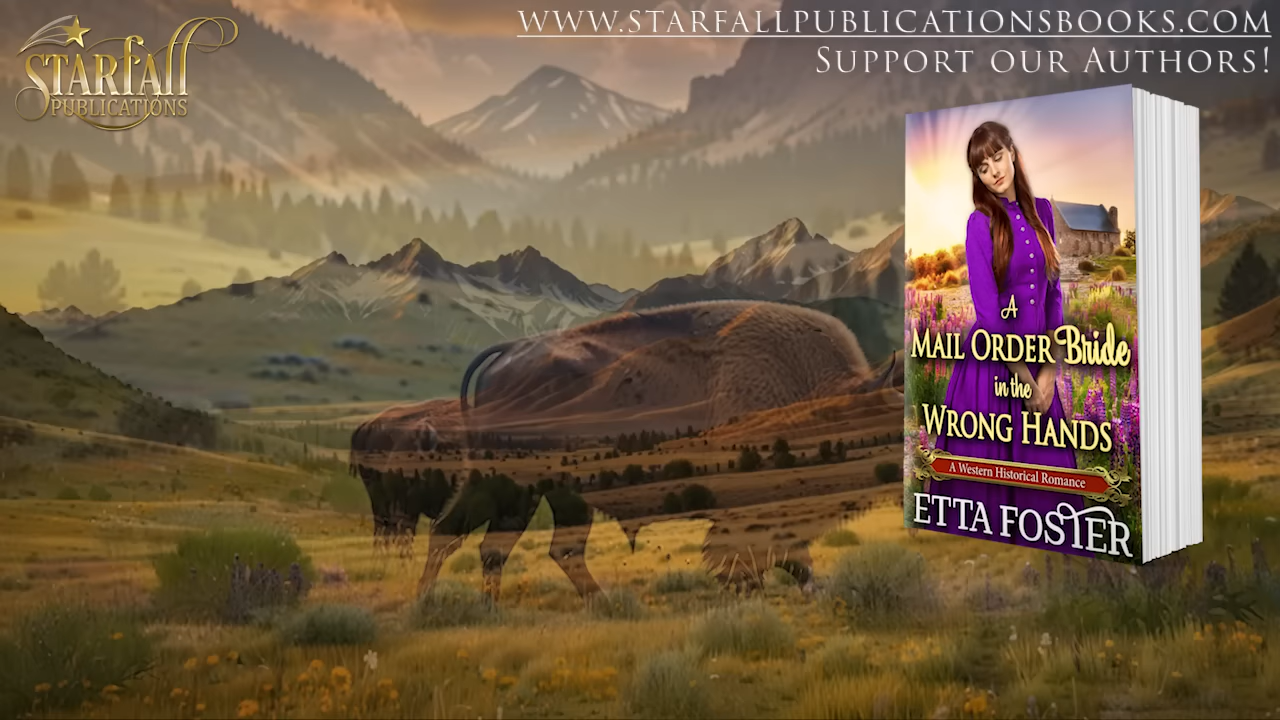 STARfall
PUBLICATIONS
WWW.STARFALLPUBLICATIONSBOOKS.COM
SUPPORT OUR AUTHORS!
A
MAIL ORDER Bride
in the
WRONG HANDS
A Western Historical Romance
ETTA FOSTER